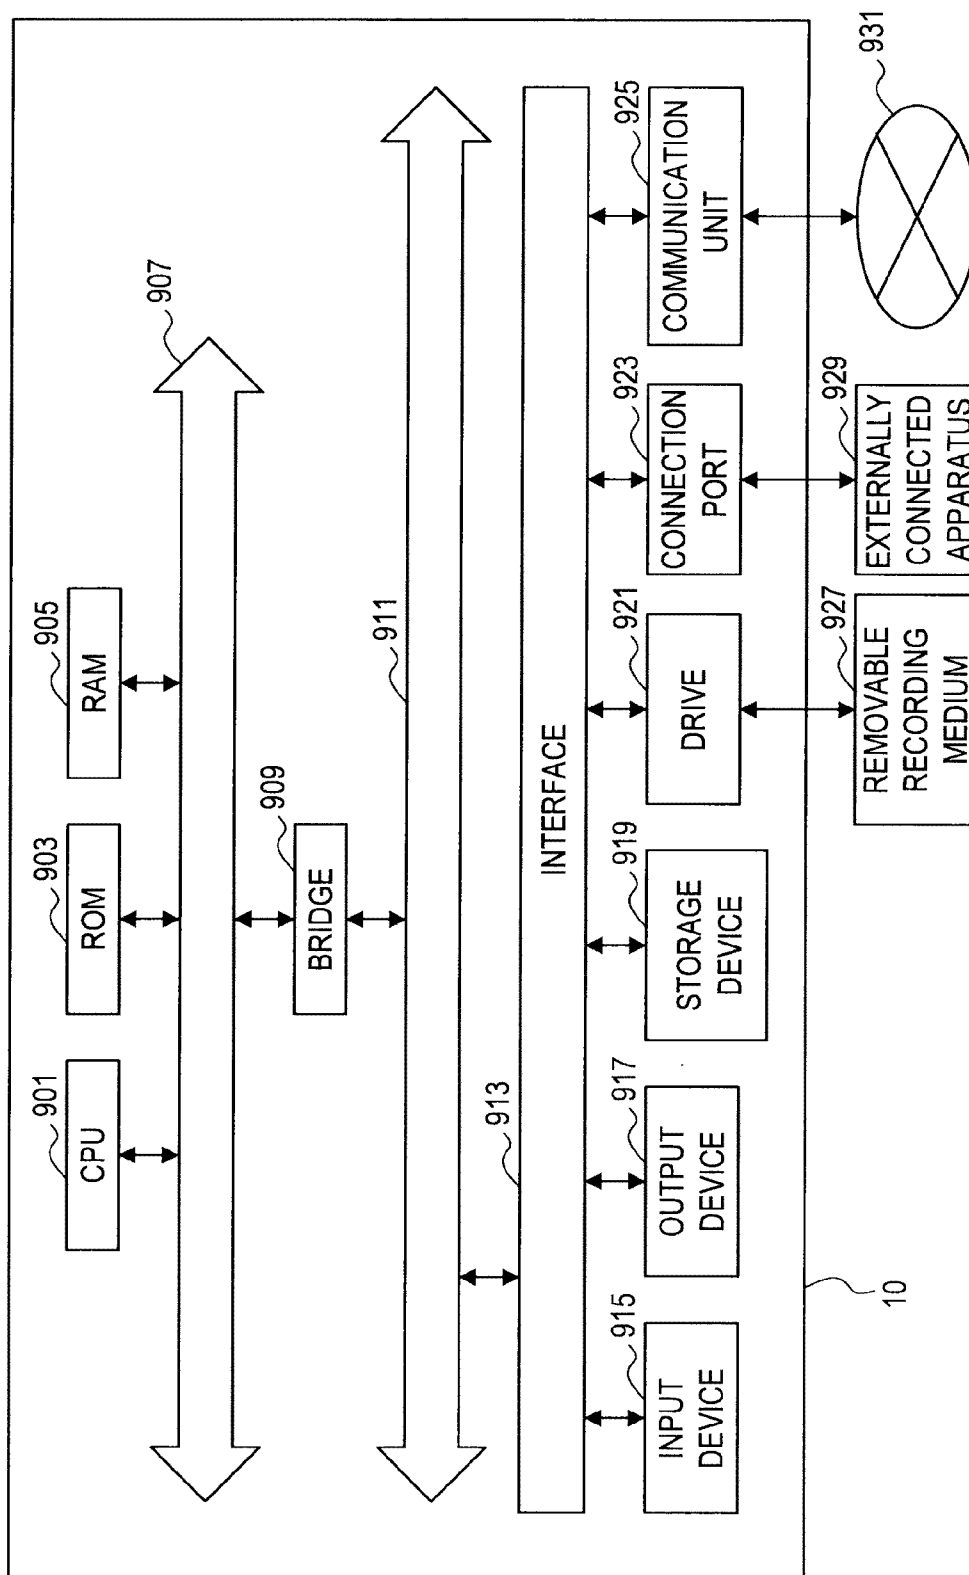 901
903
905
CPU
ROM
RAM
907
909
BRIDGE
911
913
INTERFACE
915
917
919
921
923
925
INPUT
DEVICE
OUTPUT
DEVICE
STORAGE
DEVICE
DRIVE
CONNECTION
PORT
COMMUNICATION
UNIT
10
927
929
931
REMOVABLE
RECORDING
MEDIUM
EXTERNALLY
CONNECTED
APPARATUS